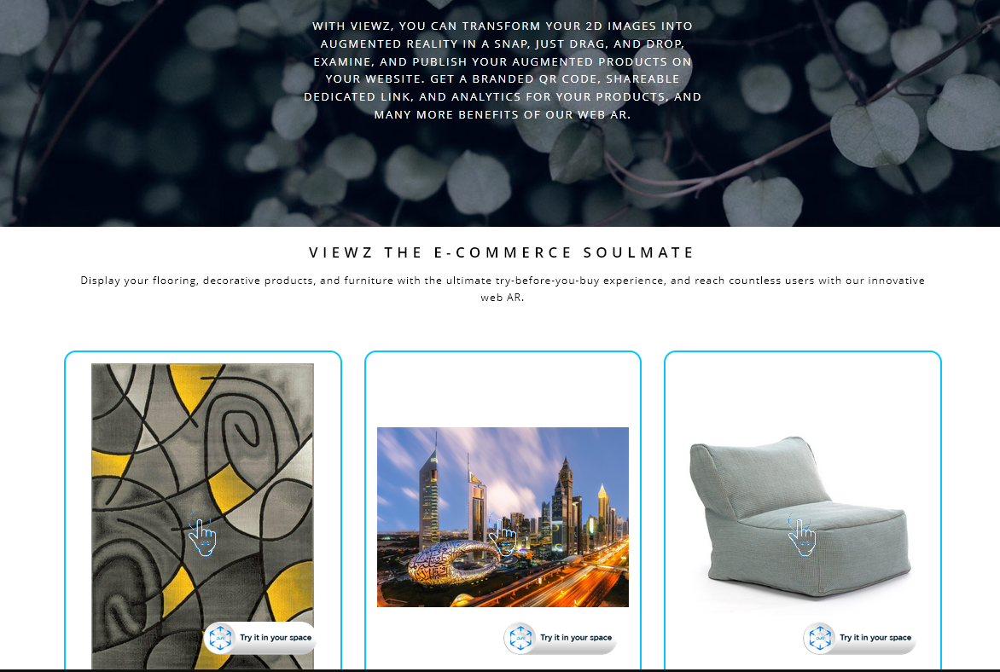 WITH VIEWZ, YOU CAN TRANSFORM YOUR 2D IMAGES INTO
AUGMENTED REALITY IN A SNAP, JUST DRAG, AND DROP,
EXAMINE, AND PUBLISH YOUR AUGMENTED PRODUCTS ON
YOUR WEBSITE. GET A BRANDED QR CODE, SHAREABLE
DEDICATED LINK, AND ANALYTICS FOR YOUR PRODUCTS, AND
MANY MORE BENEFITS OF OUR WEB AR.
VIEWZ THE E-COMMERCE SOULMATE
Display your flooring, decorative products, and furniture with the ultimate try-before-you-buy experience, and reach countless users with our innovative
web AR.
Try it in your space
Try it in your space
Try it in your space